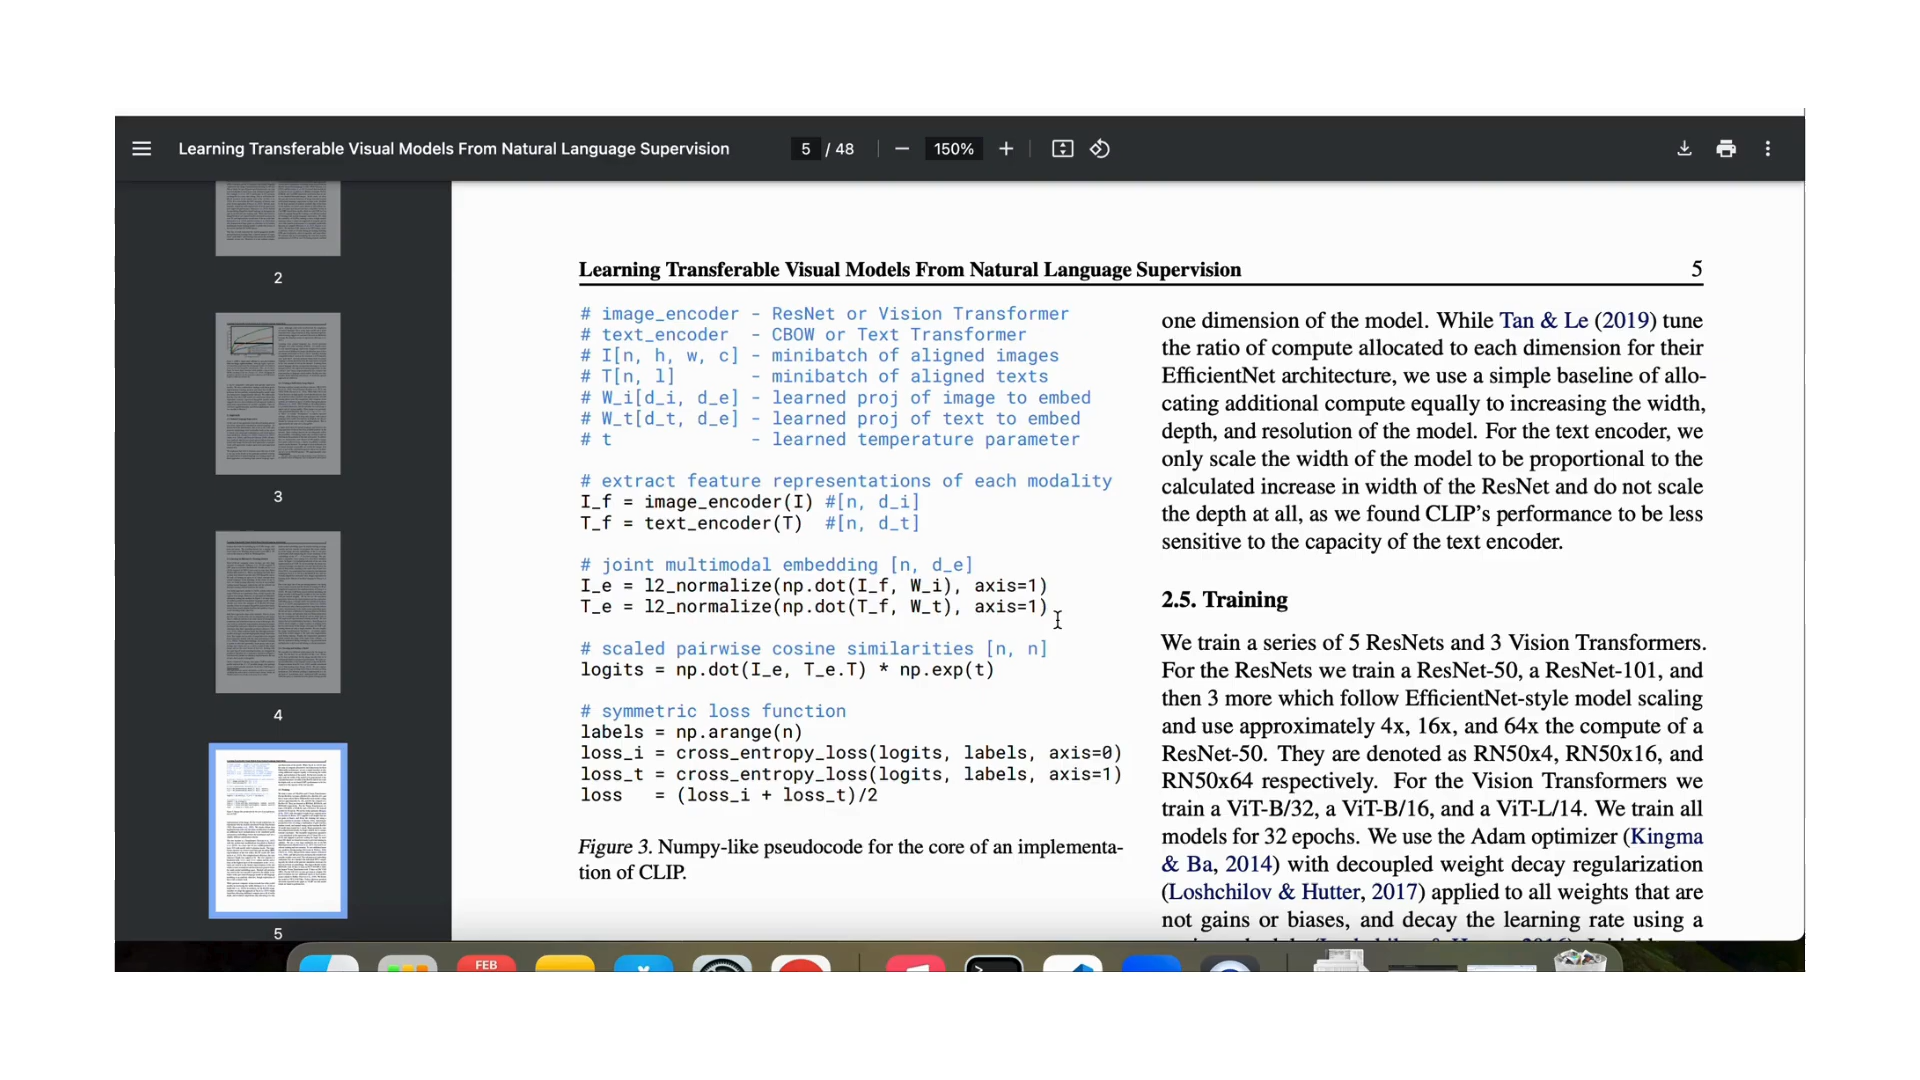 Learning Transferable Visual Models From Natural Language Supervision
5 / 48
150%
2
3
4
5
Learning Transferable Visual Models From Natural Language Supervision 5
# image_encoder - ResNet or Vision Transformer
# text_encoder - CBOW or Text Transformer
# I[n, h, w, c] - minibatch of aligned images
# T[n, l] - minibatch of aligned texts
# W_i[d_i, d_e] - learned proj of image to embed
# W_t[d_t, d_e] - learned proj of text to embed
# t - learned temperature parameter
# extract feature representations of each modality
I_f = image_encoder(I) #[n, d_i]
T_f = text_encoder(T) #[n, d_t]
# joint multimodal embedding [n, d_e]
I_e = l2_normalize(np.dot(I_f, W_i), axis=1)
T_e = l2_normalize(np.dot(T_f, W_t), axis=1)
# scaled pairwise cosine similarities [n, n]
logits = np.dot(I_e, T_e.T) * np.exp(t)
# symmetric loss function
labels = np.arange(n)
loss_i = cross_entropy_loss(logits, labels, axis=0)
loss_t = cross_entropy_loss(logits, labels, axis=1)
loss = (loss_i + loss_t)/2
Figure 3. Numpy-like pseudocode for the core of an implementa-
tion of CLIP.
one dimension of the model. While Tan & Le (2019) tune
the ratio of compute allocated to each dimension for their
EfficientNet architecture, we use a simple baseline of allo-
cating additional compute equally to increasing the width,
depth, and resolution of the model. For the text encoder, we
only scale the width of the model to be proportional to the
calculated increase in width of the ResNet and do not scale
the depth at all, as we found CLIP's performance to be less
sensitive to the capacity of the text encoder.
2.5. Training
We train a series of 5 ResNets and 3 Vision Transformers.
For the ResNets we train a ResNet-50, a ResNet-101, and
then 3 more which follow EfficientNet-style model scaling
and use approximately 4x, 16x, and 64x the compute of a
ResNet-50. They are denoted as RN50x4, RN50x16, and
RN50x64 respectively. For the Vision Transformers we
train a ViT-B/32, a ViT-B/16, and a ViT-L/14. We train all
models for 32 epochs. We use the Adam optimizer (Kingma
& Ba, 2014) with decoupled weight decay regularization
(Loshchilov & Hutter, 2017) applied to all weights that are
not gains or biases, and decay the learning rate using a
FEB